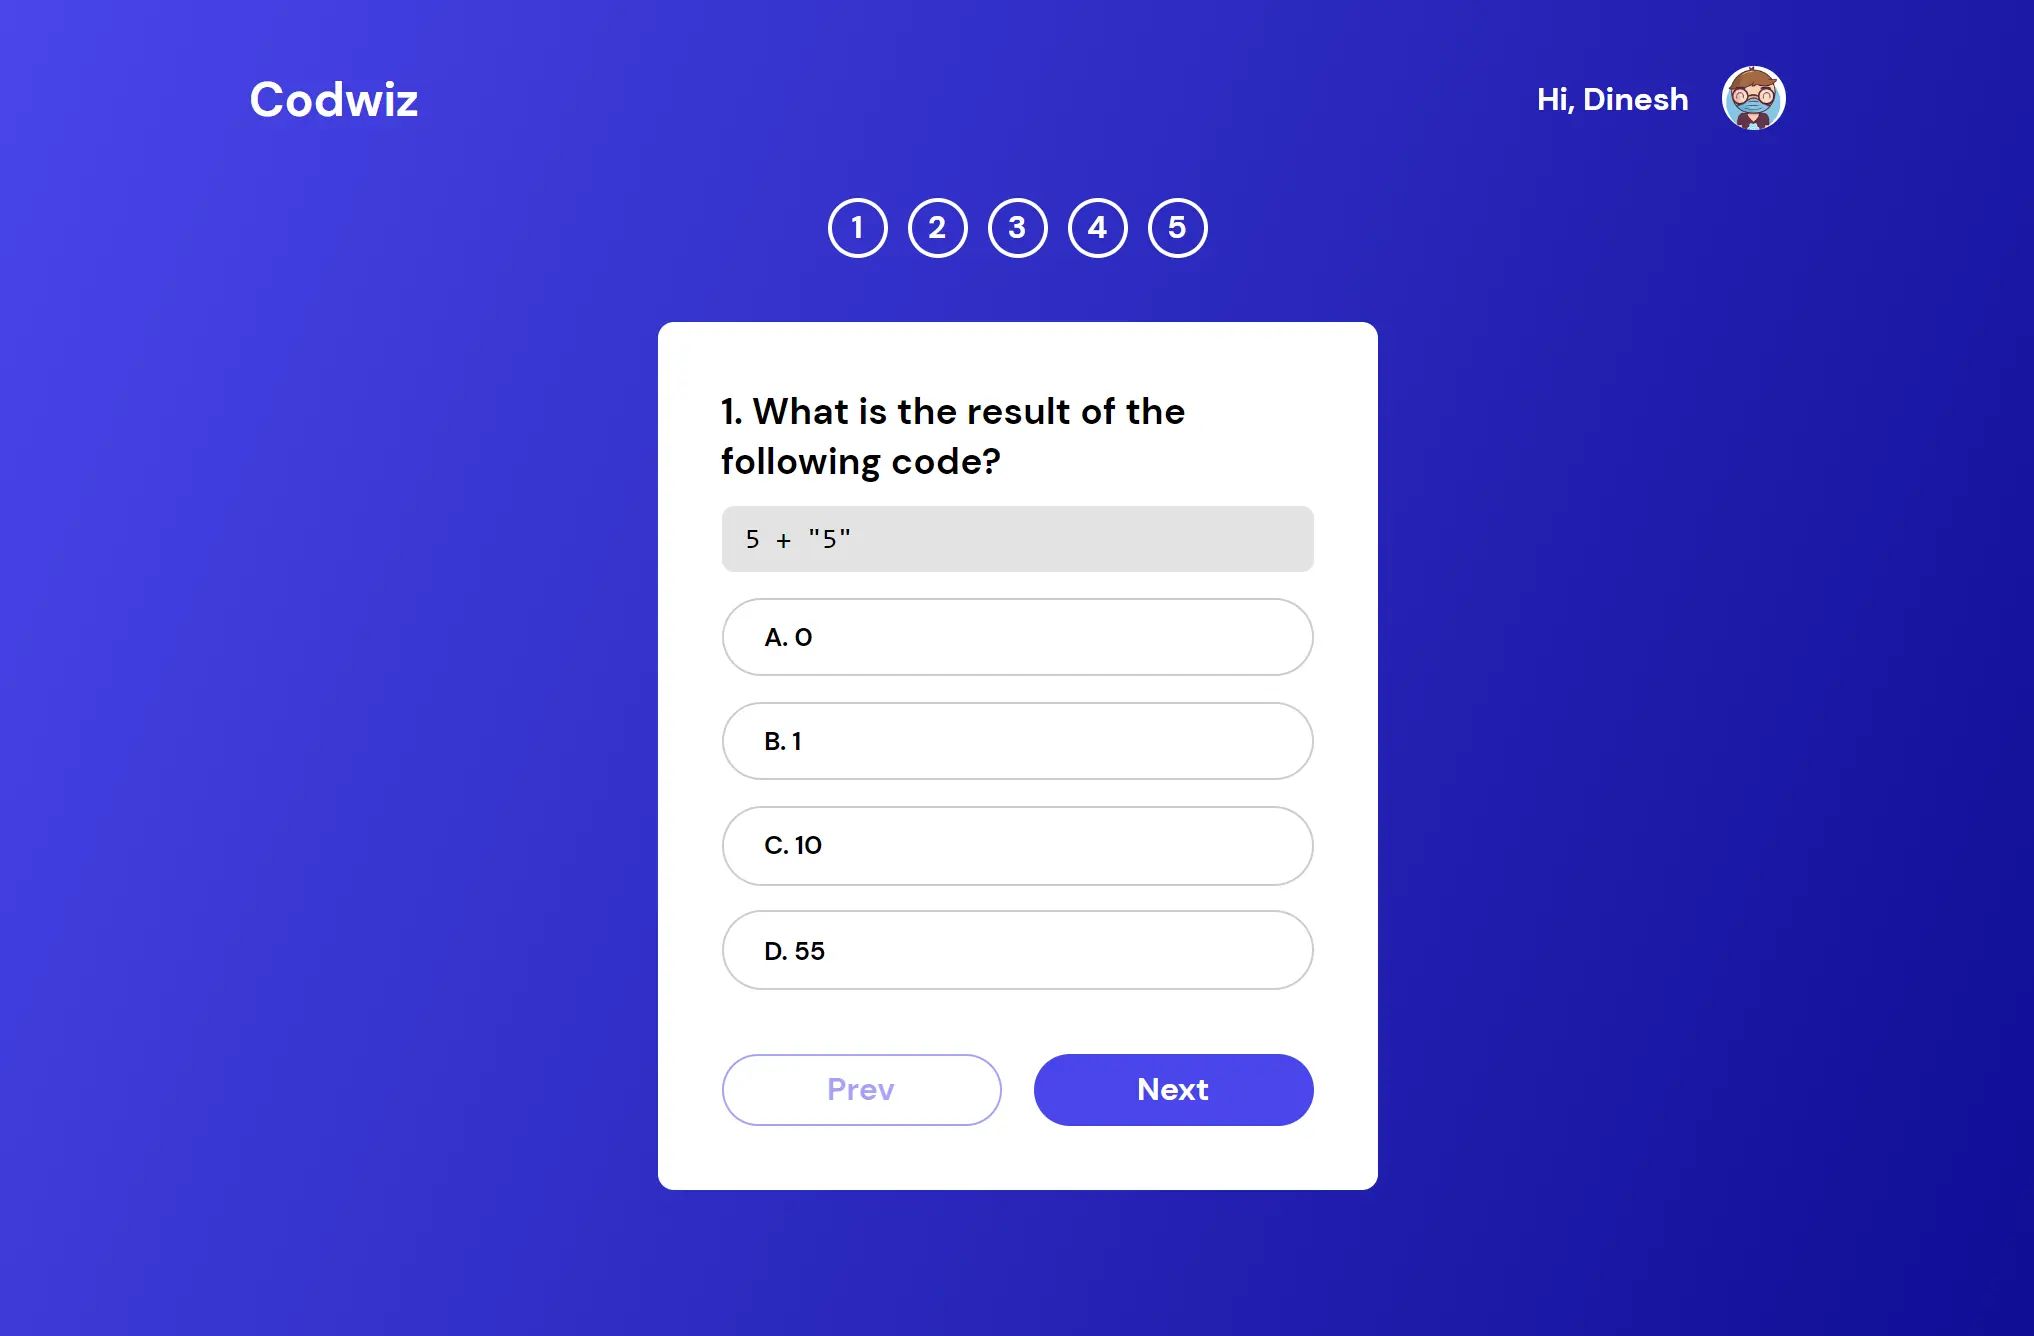 Codwiz
Hi, Dinesh
1 2 3 4 5
1. What is the result of the
following code?
5 + "5"
A. 0
B. 1
C. 10
D. 55
Prev
Next